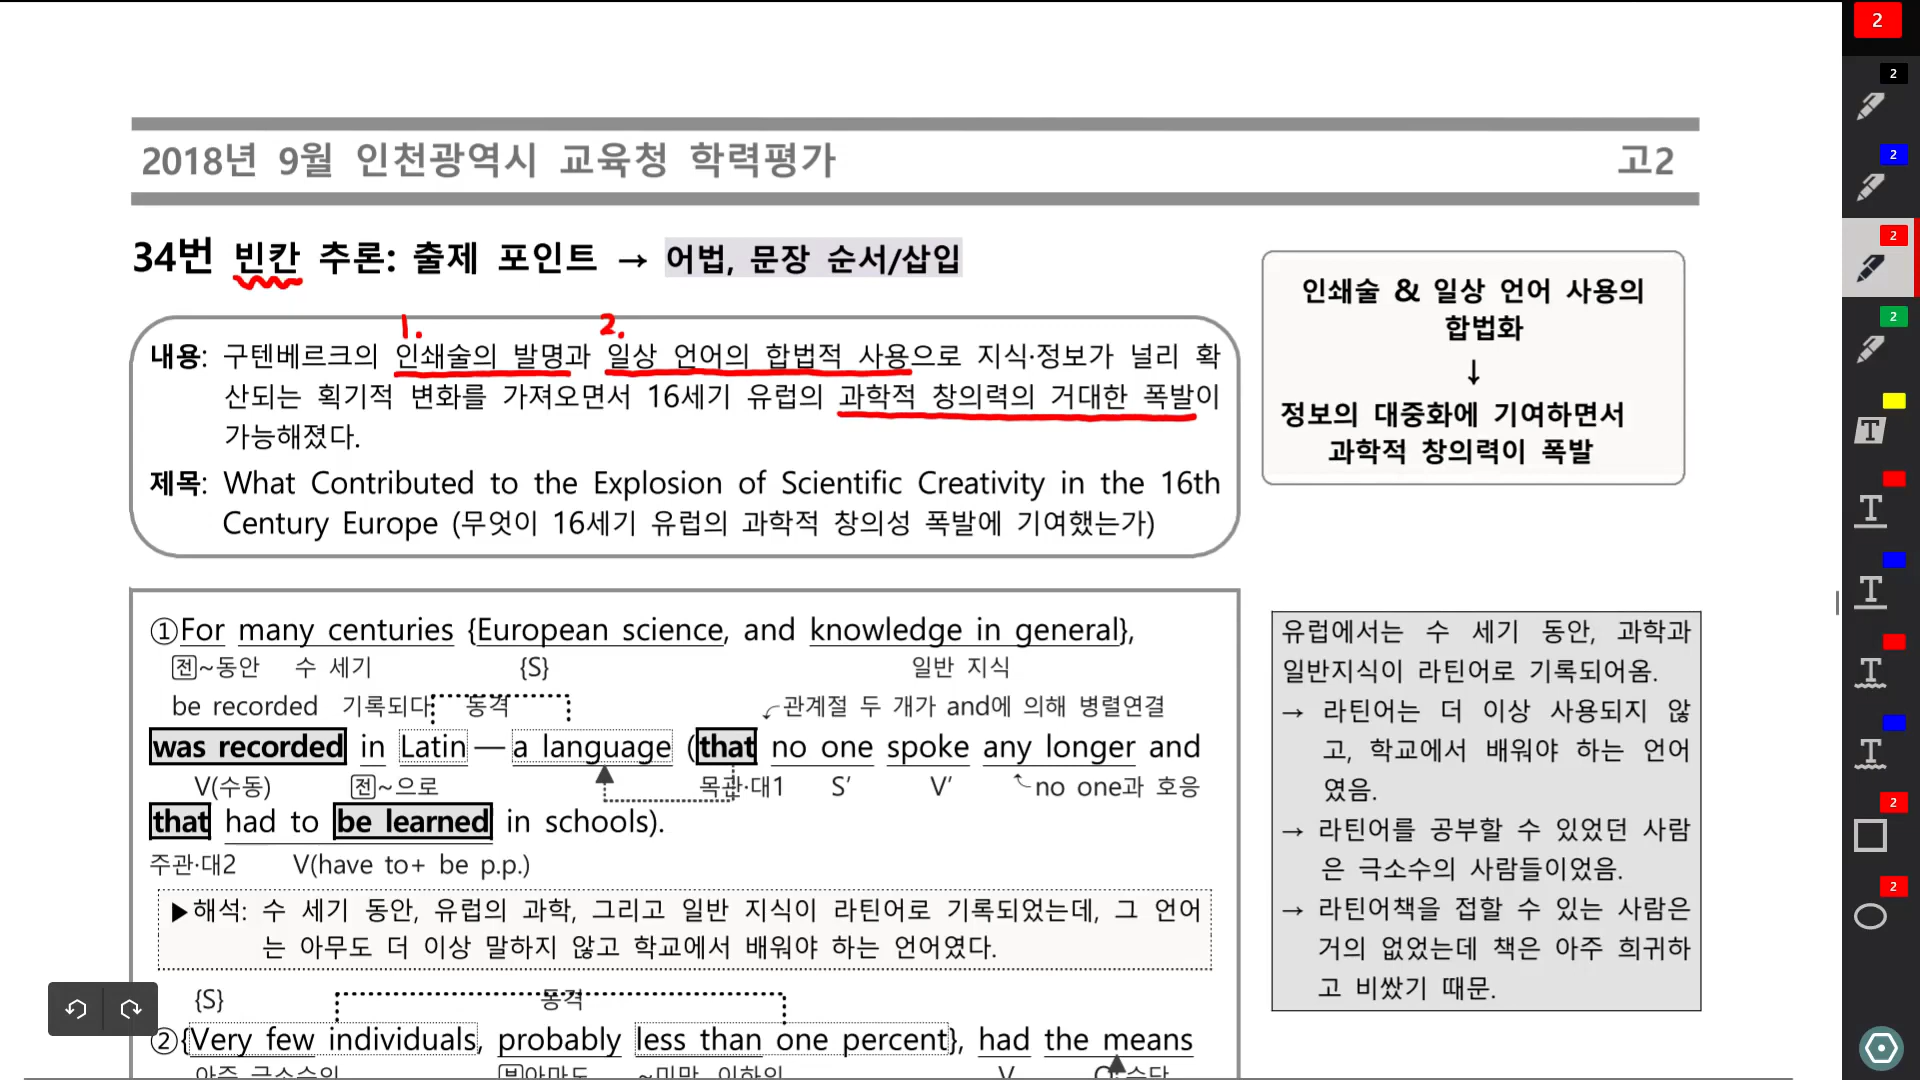 2
2
2
2
2
2
2
2018년 9월 인천광역시 교육청 학력평가 고2
34번 빈칸 추론: 출제 포인트 → 어법, 문장 순서/삽입
1. 2.
내용: 구텐베르크의 인쇄술의 발명과 일상 언어의 합법적 사용으로 지식·정보가 널리 확
산되는 획기적 변화를 가져오면서 16세기 유럽의 과학적 창의력의 거대한 폭발이
가능해졌다.
제목: What Contributed to the Explosion of Scientific Creativity in the 16th
Century Europe (무엇이 16세기 유럽의 과학적 창의성 폭발에 기여했는가)
인쇄술 & 일상 언어 사용의
합법화
↓
정보의 대중화에 기여하면서
과학적 창의력이 폭발
①For many centuries {European science, and knowledge in general},
전~동안 수 세기 {S} 일반 지식
be recorded 기록되다 동격 관계절 두 개가 and에 의해 병렬연결
was recorded in Latin — a language (that no one spoke any longer and
V(수동) 전~으로 목관·대1 S′ V′ no one과 호응
that had to be learned in schools).
주관·대2 V(have to+ be p.p.)
▶해석: 수 세기 동안, 유럽의 과학, 그리고 일반 지식이 라틴어로 기록되었는데, 그 언어
는 아무도 더 이상 말하지 않고 학교에서 배워야 하는 언어였다.
{S} 동격
②{Very few individuals, probably less than one percent}, had the means
유럽에서는 수 세기 동안, 과학과
일반지식이 라틴어로 기록되어옴.
→ 라틴어는 더 이상 사용되지 않
고, 학교에서 배워야 하는 언어
였음.
→ 라틴어를 공부할 수 있었던 사람
은 극소수의 사람들이었음.
→ 라틴어책을 접할 수 있는 사람은
거의 없었는데 책은 아주 희귀하
고 비쌌기 때문.